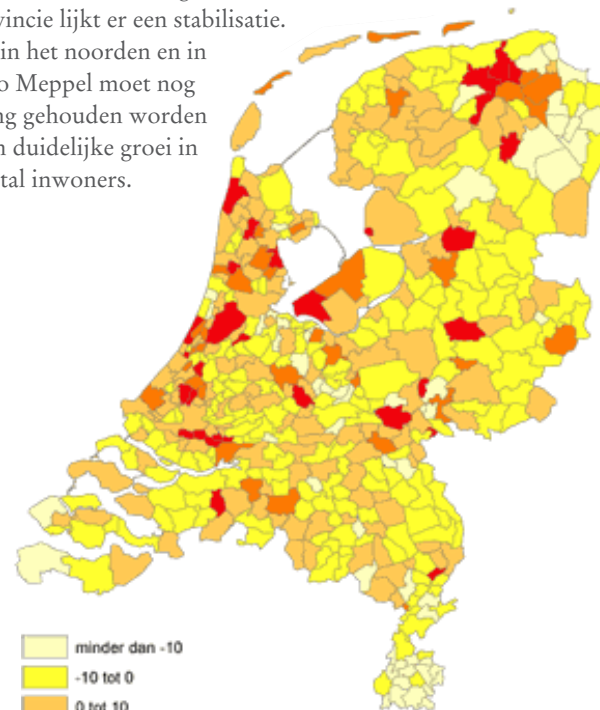 vincie lijkt er een stabilisatie.
in het noorden en in
o Meppel moet nog
ng gehouden worden
n duidelijke groei in
tal inwoners.
minder dan -10
-10 tot 0
0 tot 10